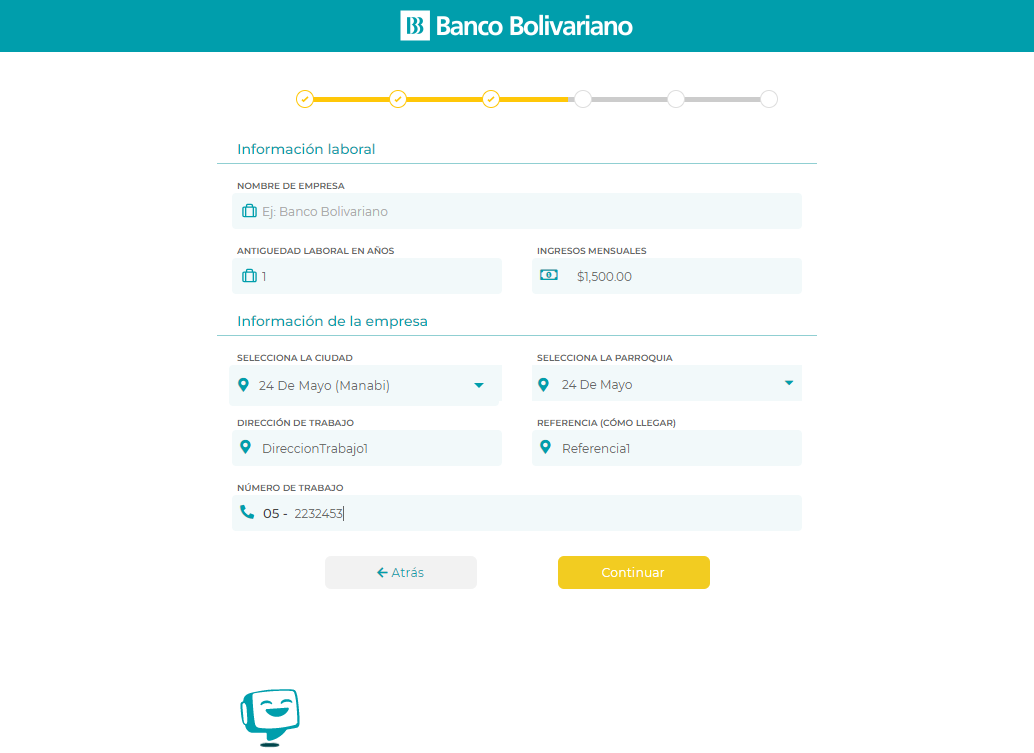 Banco Bolivariano
Información laboral
NOMBRE DE EMPRESA
Ej: Banco Bolivariano
ANTIGUEDAD LABORAL EN AÑOS
INGRESOS MENSUALES
1
$1,500.00
Información de la empresa
SELECCIONA LA CIUDAD
SELECCIONA LA PARROQUIA
24 De Mayo (Manabi)
24 De Mayo
DIRECCIÓN DE TRABAJO
REFERENCIA (CÓMO LLEGAR)
DireccionTrabajo1
Referencia1
NÚMERO DE TRABAJO
05 - 2232453
Atrás
Continuar